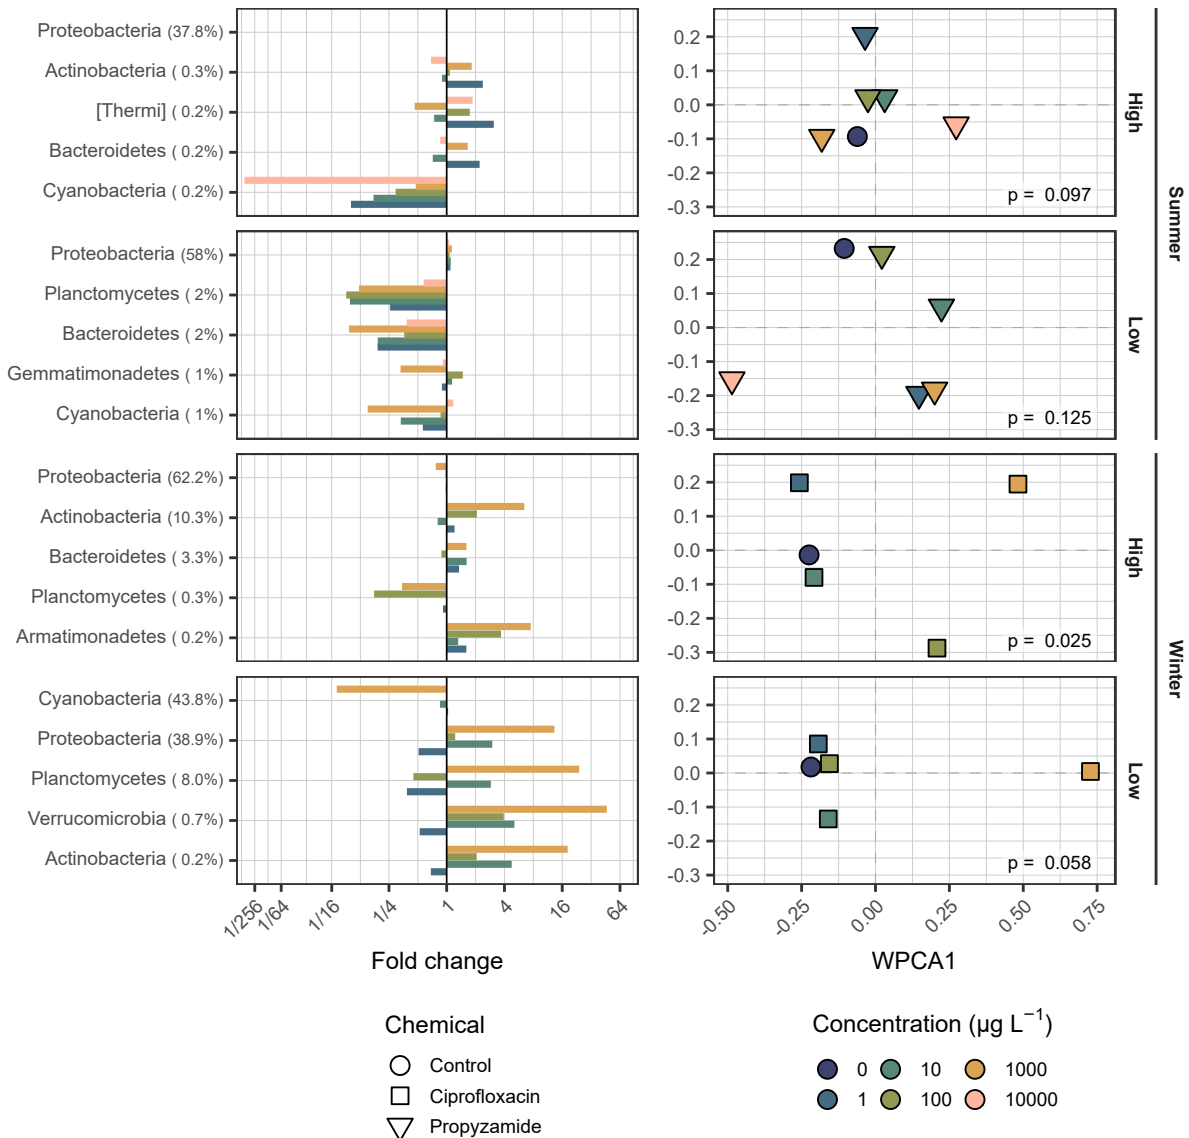 Proteobacteria (37.8%)
Actinobacteria ( 0.3%)
[Thermi] ( 0.2%)
Bacteroidetes ( 0.2%)
Cyanobacteria ( 0.2%)
0.2
0.1
0.0
-0.1
-0.2
-0.3
p = 0.097
High
Summer
Proteobacteria (58%)
Planctomycetes ( 2%)
Bacteroidetes ( 2%)
Gemmatimonadetes ( 1%)
Cyanobacteria ( 1%)
0.2
0.1
0.0
-0.1
-0.2
-0.3
p = 0.125
Low
Proteobacteria (62.2%)
Actinobacteria (10.3%)
Bacteroidetes ( 3.3%)
Planctomycetes ( 0.3%)
Armatimonadetes ( 0.2%)
0.2
0.1
0.0
-0.1
-0.2
-0.3
p = 0.025
High
Winter
Cyanobacteria (43.8%)
Proteobacteria (38.9%)
Planctomycetes ( 8.0%)
Verrucomicrobia ( 0.7%)
Actinobacteria ( 0.2%)
0.2
0.1
0.0
-0.1
-0.2
-0.3
p = 0.058
Low
1/256 1/64 1/16 1/4 1 4 16 64
Fold change
-0.50 -0.25 0.00 0.25 0.50 0.75
WPCA1
Chemical
Control
Ciprofloxacin
Propyzamide
Concentration (µg L⁻¹)
0 10 1000
1 100 10000